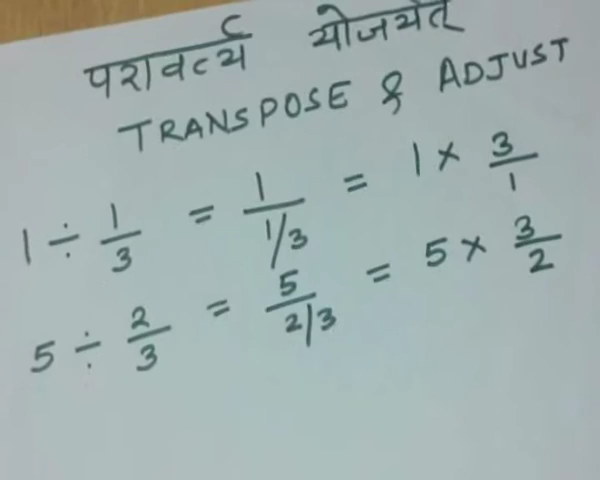 परावर्त्य योजयेत्
TRANSPOSE & ADJUST
1 ÷ 1/3 = 1/(1/3) = 1 × 3/1
5 ÷ 2/3 = 5/(2/3) = 5 × 3/2